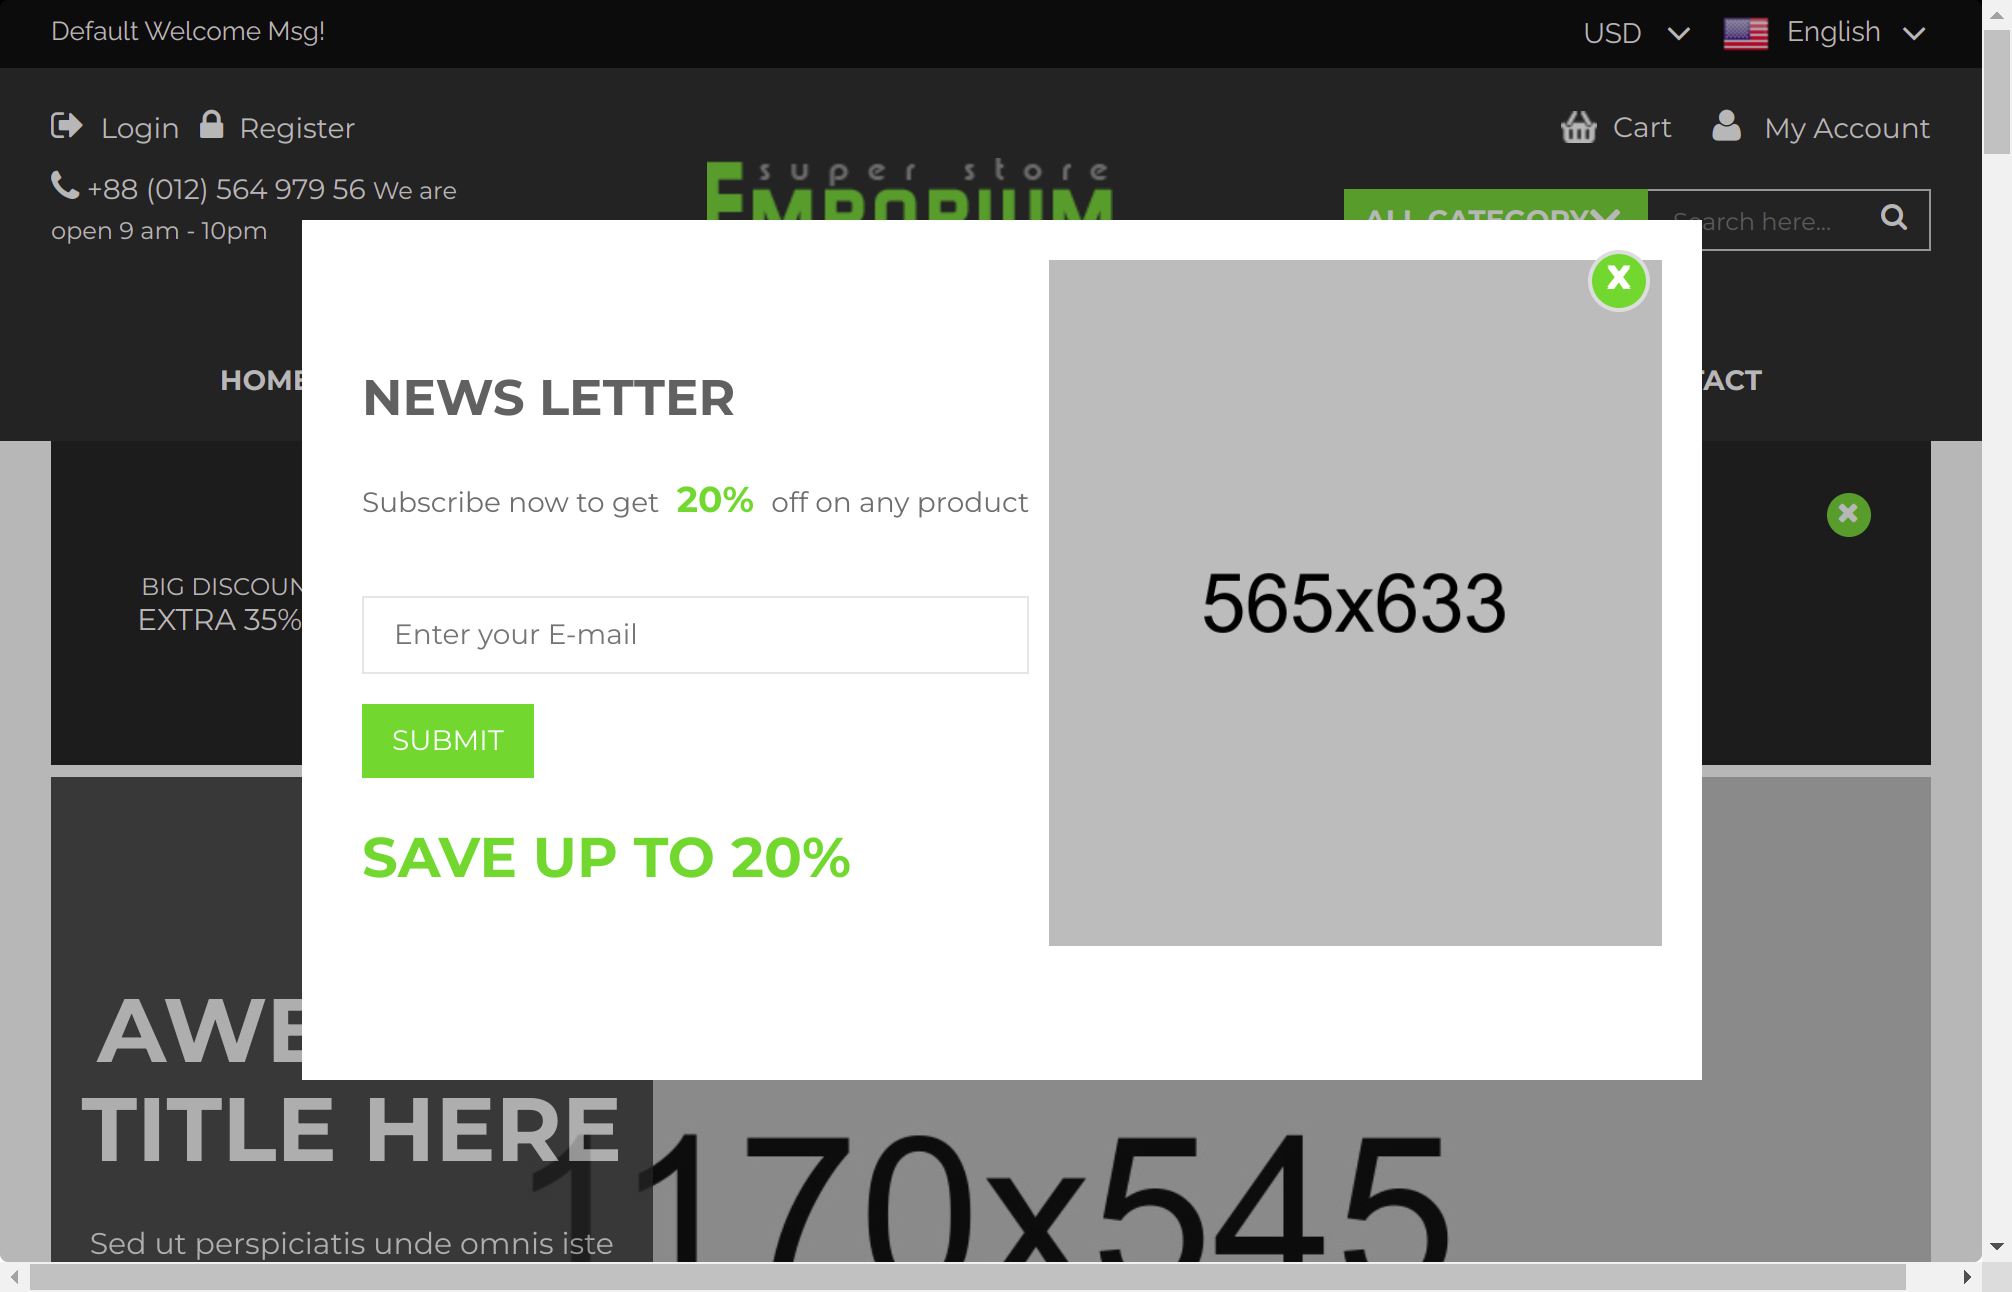 Default Welcome Msg!
USD
English
Login
Register
Cart
My Account
+88 (012) 564 979 56 We are
open 9 am - 10pm
super store
EMPORIUM
ALL CATEGORY
Search here...
HOME
TACT
x
NEWS LETTER
Subscribe now to get 20% off on any product
Enter your E-mail
SUBMIT
SAVE UP TO 20%
565x633
BIG DISCOUN
EXTRA 35%
AWE
TITLE HERE
Sed ut perspiciatis unde omnis iste
1170x545